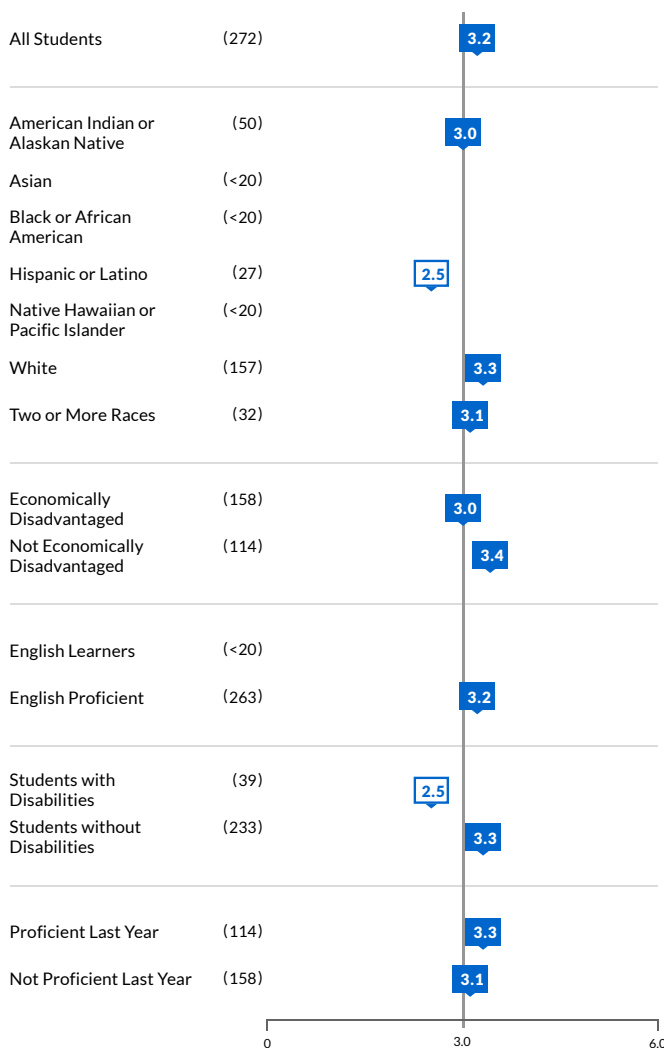 All Students (272) 3.2
American Indian or (50)
Alaskan Native 3.0
Asian (<20)
Black or African (<20)
American
Hispanic or Latino (27) 2.5
Native Hawaiian or (<20)
Pacific Islander
White (157) 3.3
Two or More Races (32) 3.1
Economically (158)
Disadvantaged 3.0
Not Economically (114)
Disadvantaged 3.4
English Learners (<20)
English Proficient (263) 3.2
Students with (39)
Disabilities 2.5
Students without (233)
Disabilities 3.3
Proficient Last Year (114) 3.3
Not Proficient Last Year (158) 3.1
0 3.0 6.0